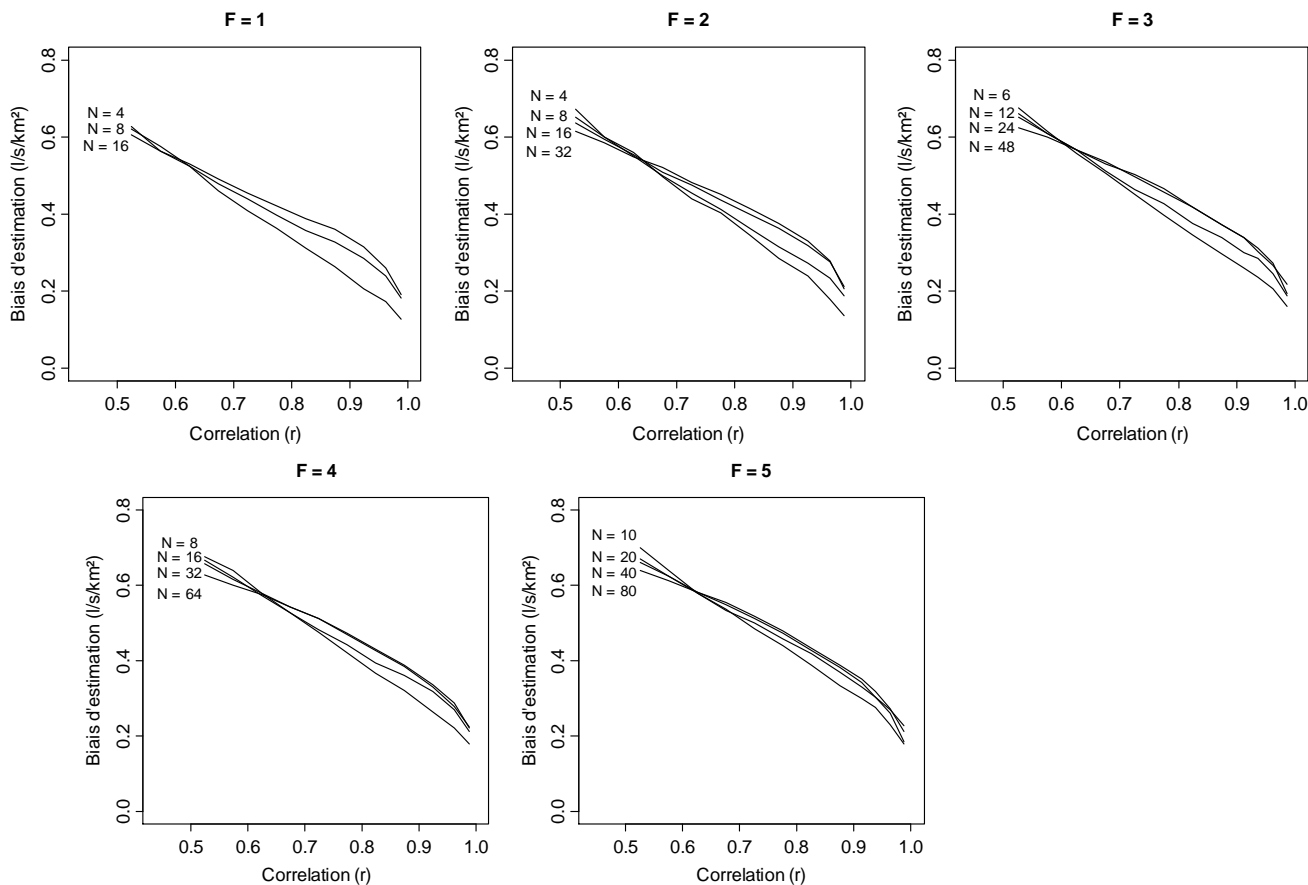 F = 1
Biais d'estimation (l/s/km²)
0.8
0.6
0.4
0.2
0.0
N = 4
N = 8
N = 16
0.5 0.6 0.7 0.8 0.9 1.0
Correlation (r)
F = 2
Biais d'estimation (l/s/km²)
0.8
0.6
0.4
0.2
0.0
N = 4
N = 8
N = 16
N = 32
0.5 0.6 0.7 0.8 0.9 1.0
Correlation (r)
F = 3
Biais d'estimation (l/s/km²)
0.8
0.6
0.4
0.2
0.0
N = 6
N = 12
N = 24
N = 48
0.5 0.6 0.7 0.8 0.9 1.0
Correlation (r)
F = 4
Biais d'estimation (l/s/km²)
0.8
0.6
0.4
0.2
0.0
N = 8
N = 16
N = 32
N = 64
0.5 0.6 0.7 0.8 0.9 1.0
Correlation (r)
F = 5
Biais d'estimation (l/s/km²)
0.8
0.6
0.4
0.2
0.0
N = 10
N = 20
N = 40
N = 80
0.5 0.6 0.7 0.8 0.9 1.0
Correlation (r)